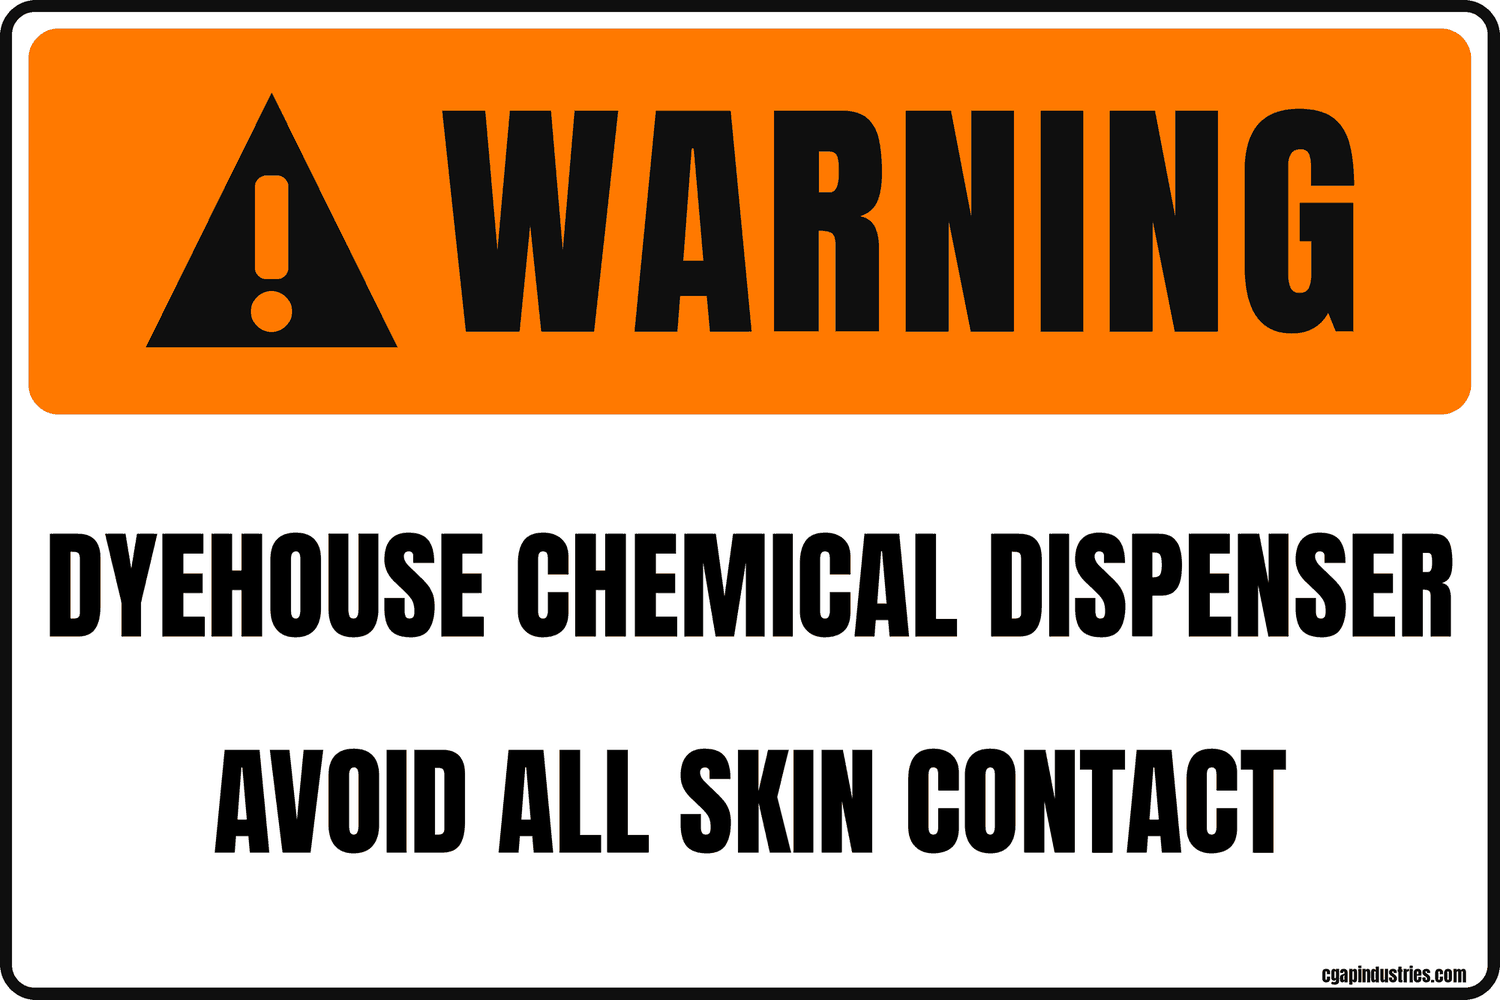 WARNING
DYEHOUSE CHEMICAL DISPENSER
AVOID ALL SKIN CONTACT
cgapindustries.com